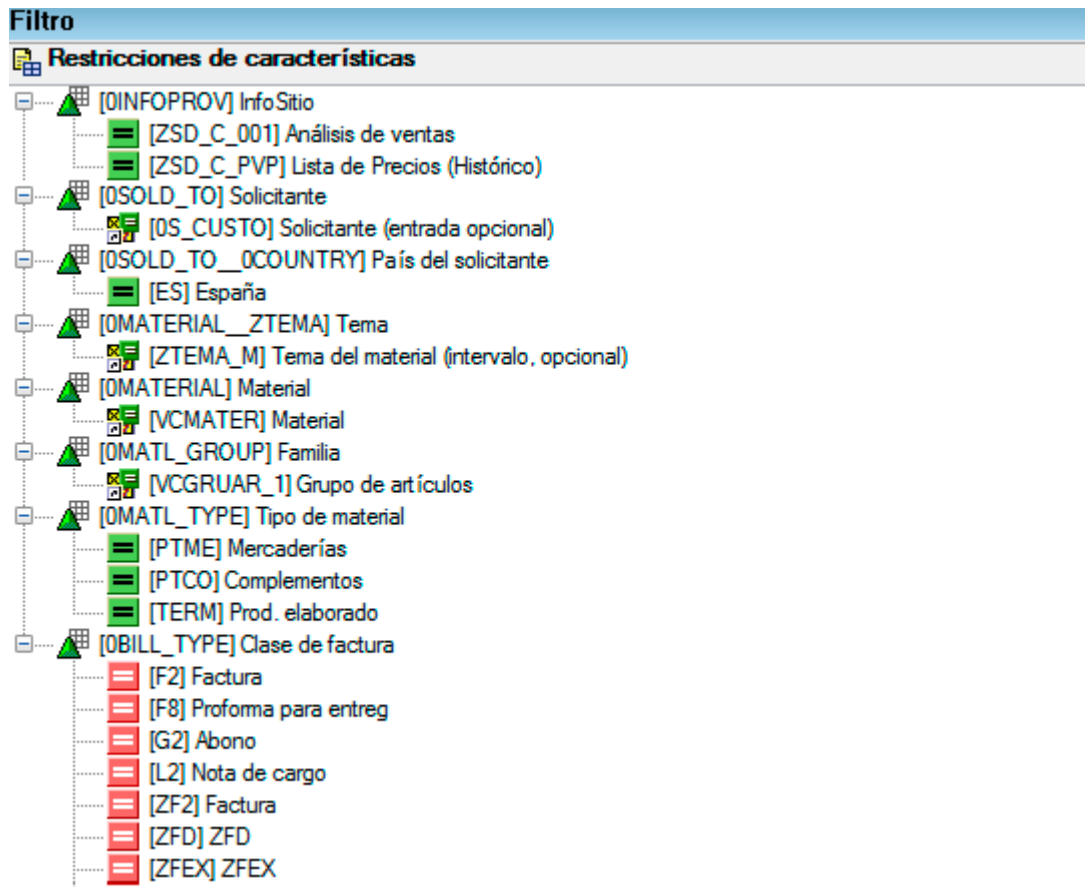 Filtro
Restricciones de características
[0INFOPROV] InfoSitio
[ZSD_C_001] Análisis de ventas
[ZSD_C_PVP] Lista de Precios (Histórico)
[0SOLD_TO] Solicitante
[0S_CUSTO] Solicitante (entrada opcional)
[0SOLD_TO__0COUNTRY] País del solicitante
[ES] España
[0MATERIAL__ZTEMA] Tema
[ZTEMA_M] Tema del material (intervalo, opcional)
[0MATERIAL] Material
[VCMATER] Material
[0MATL_GROUP] Familia
[VCGRUAR_1] Grupo de artículos
[0MATL_TYPE] Tipo de material
[PTME] Mercaderías
[PTCO] Complementos
[TERM] Prod. elaborado
[0BILL_TYPE] Clase de factura
[F2] Factura
[F8] Proforma para entreg
[G2] Abono
[L2] Nota de cargo
[ZF2] Factura
[ZFD] ZFD
[ZFEX] ZFEX